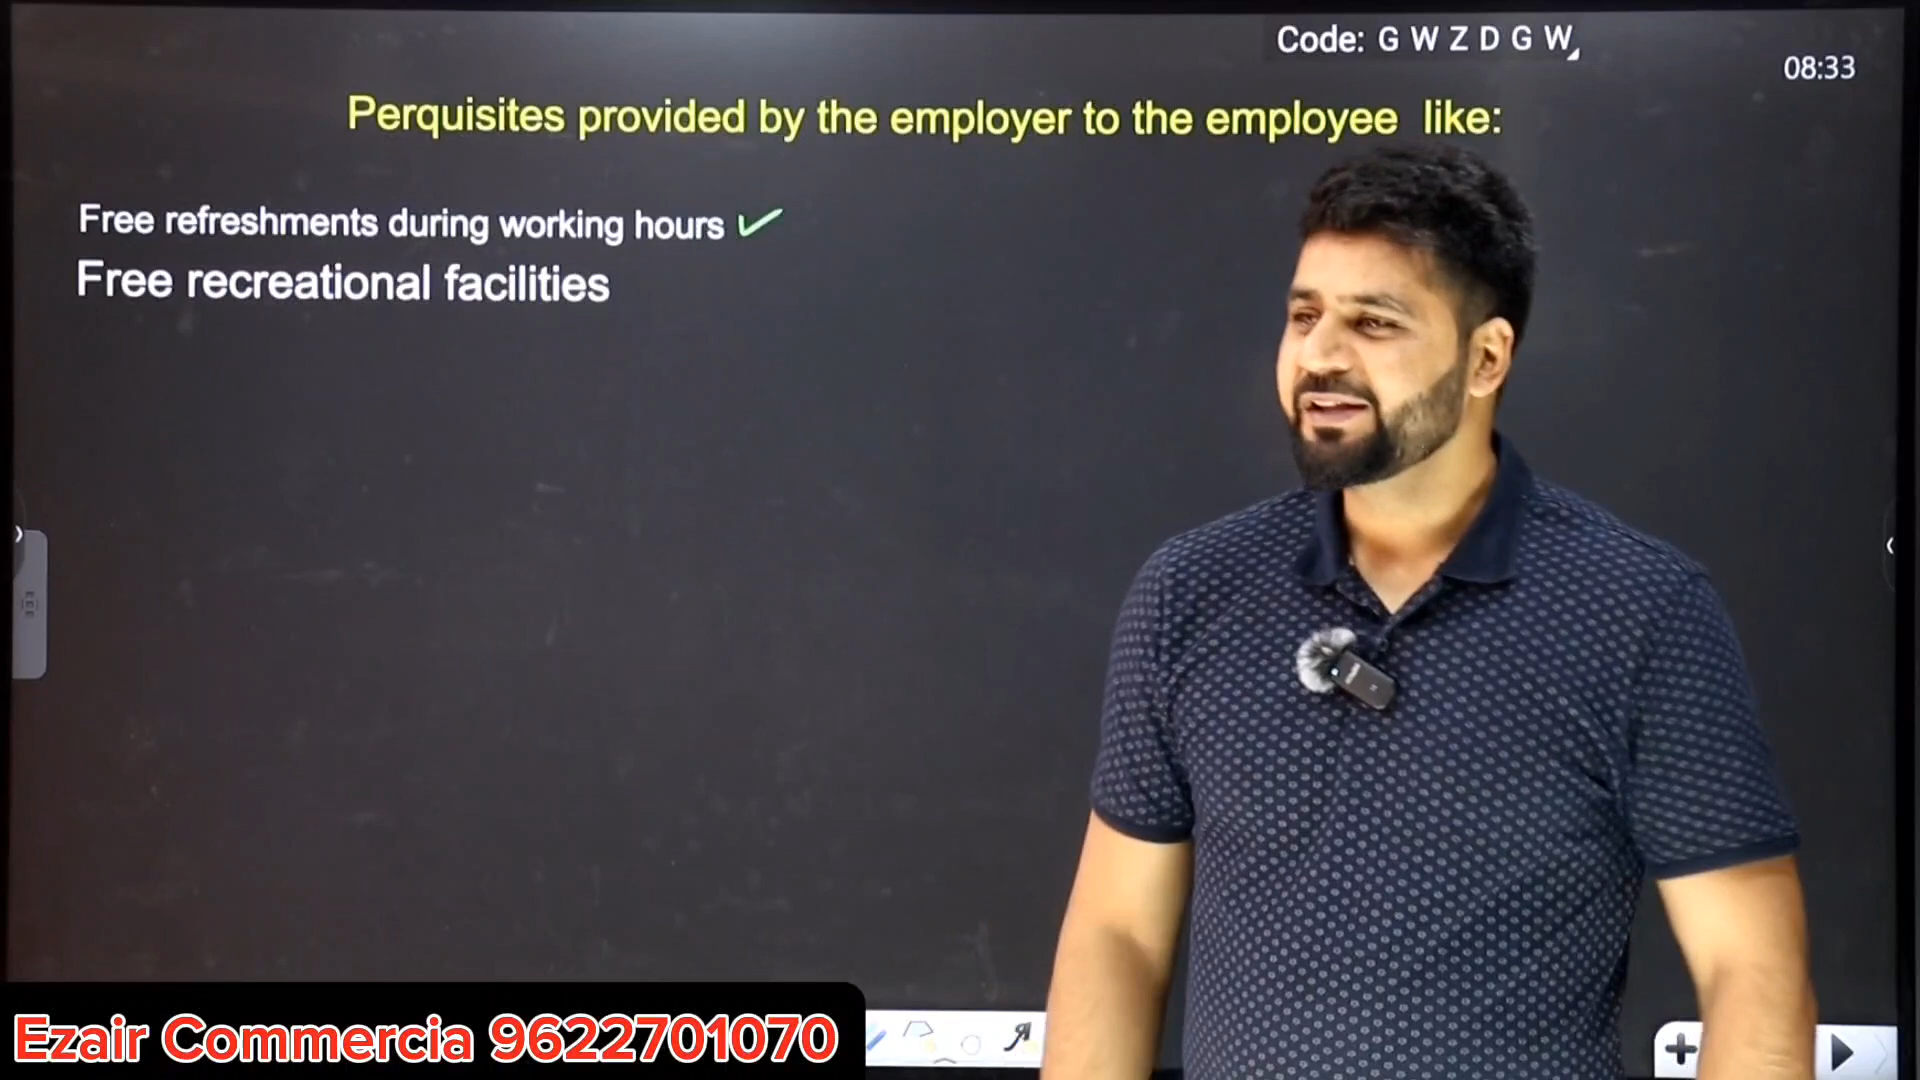 Code: G W Z D G W
08:33
Perquisites provided by the employer to the employee like:
Free refreshments during working hours
Free recreational facilities
Ezair Commercia 9622701070